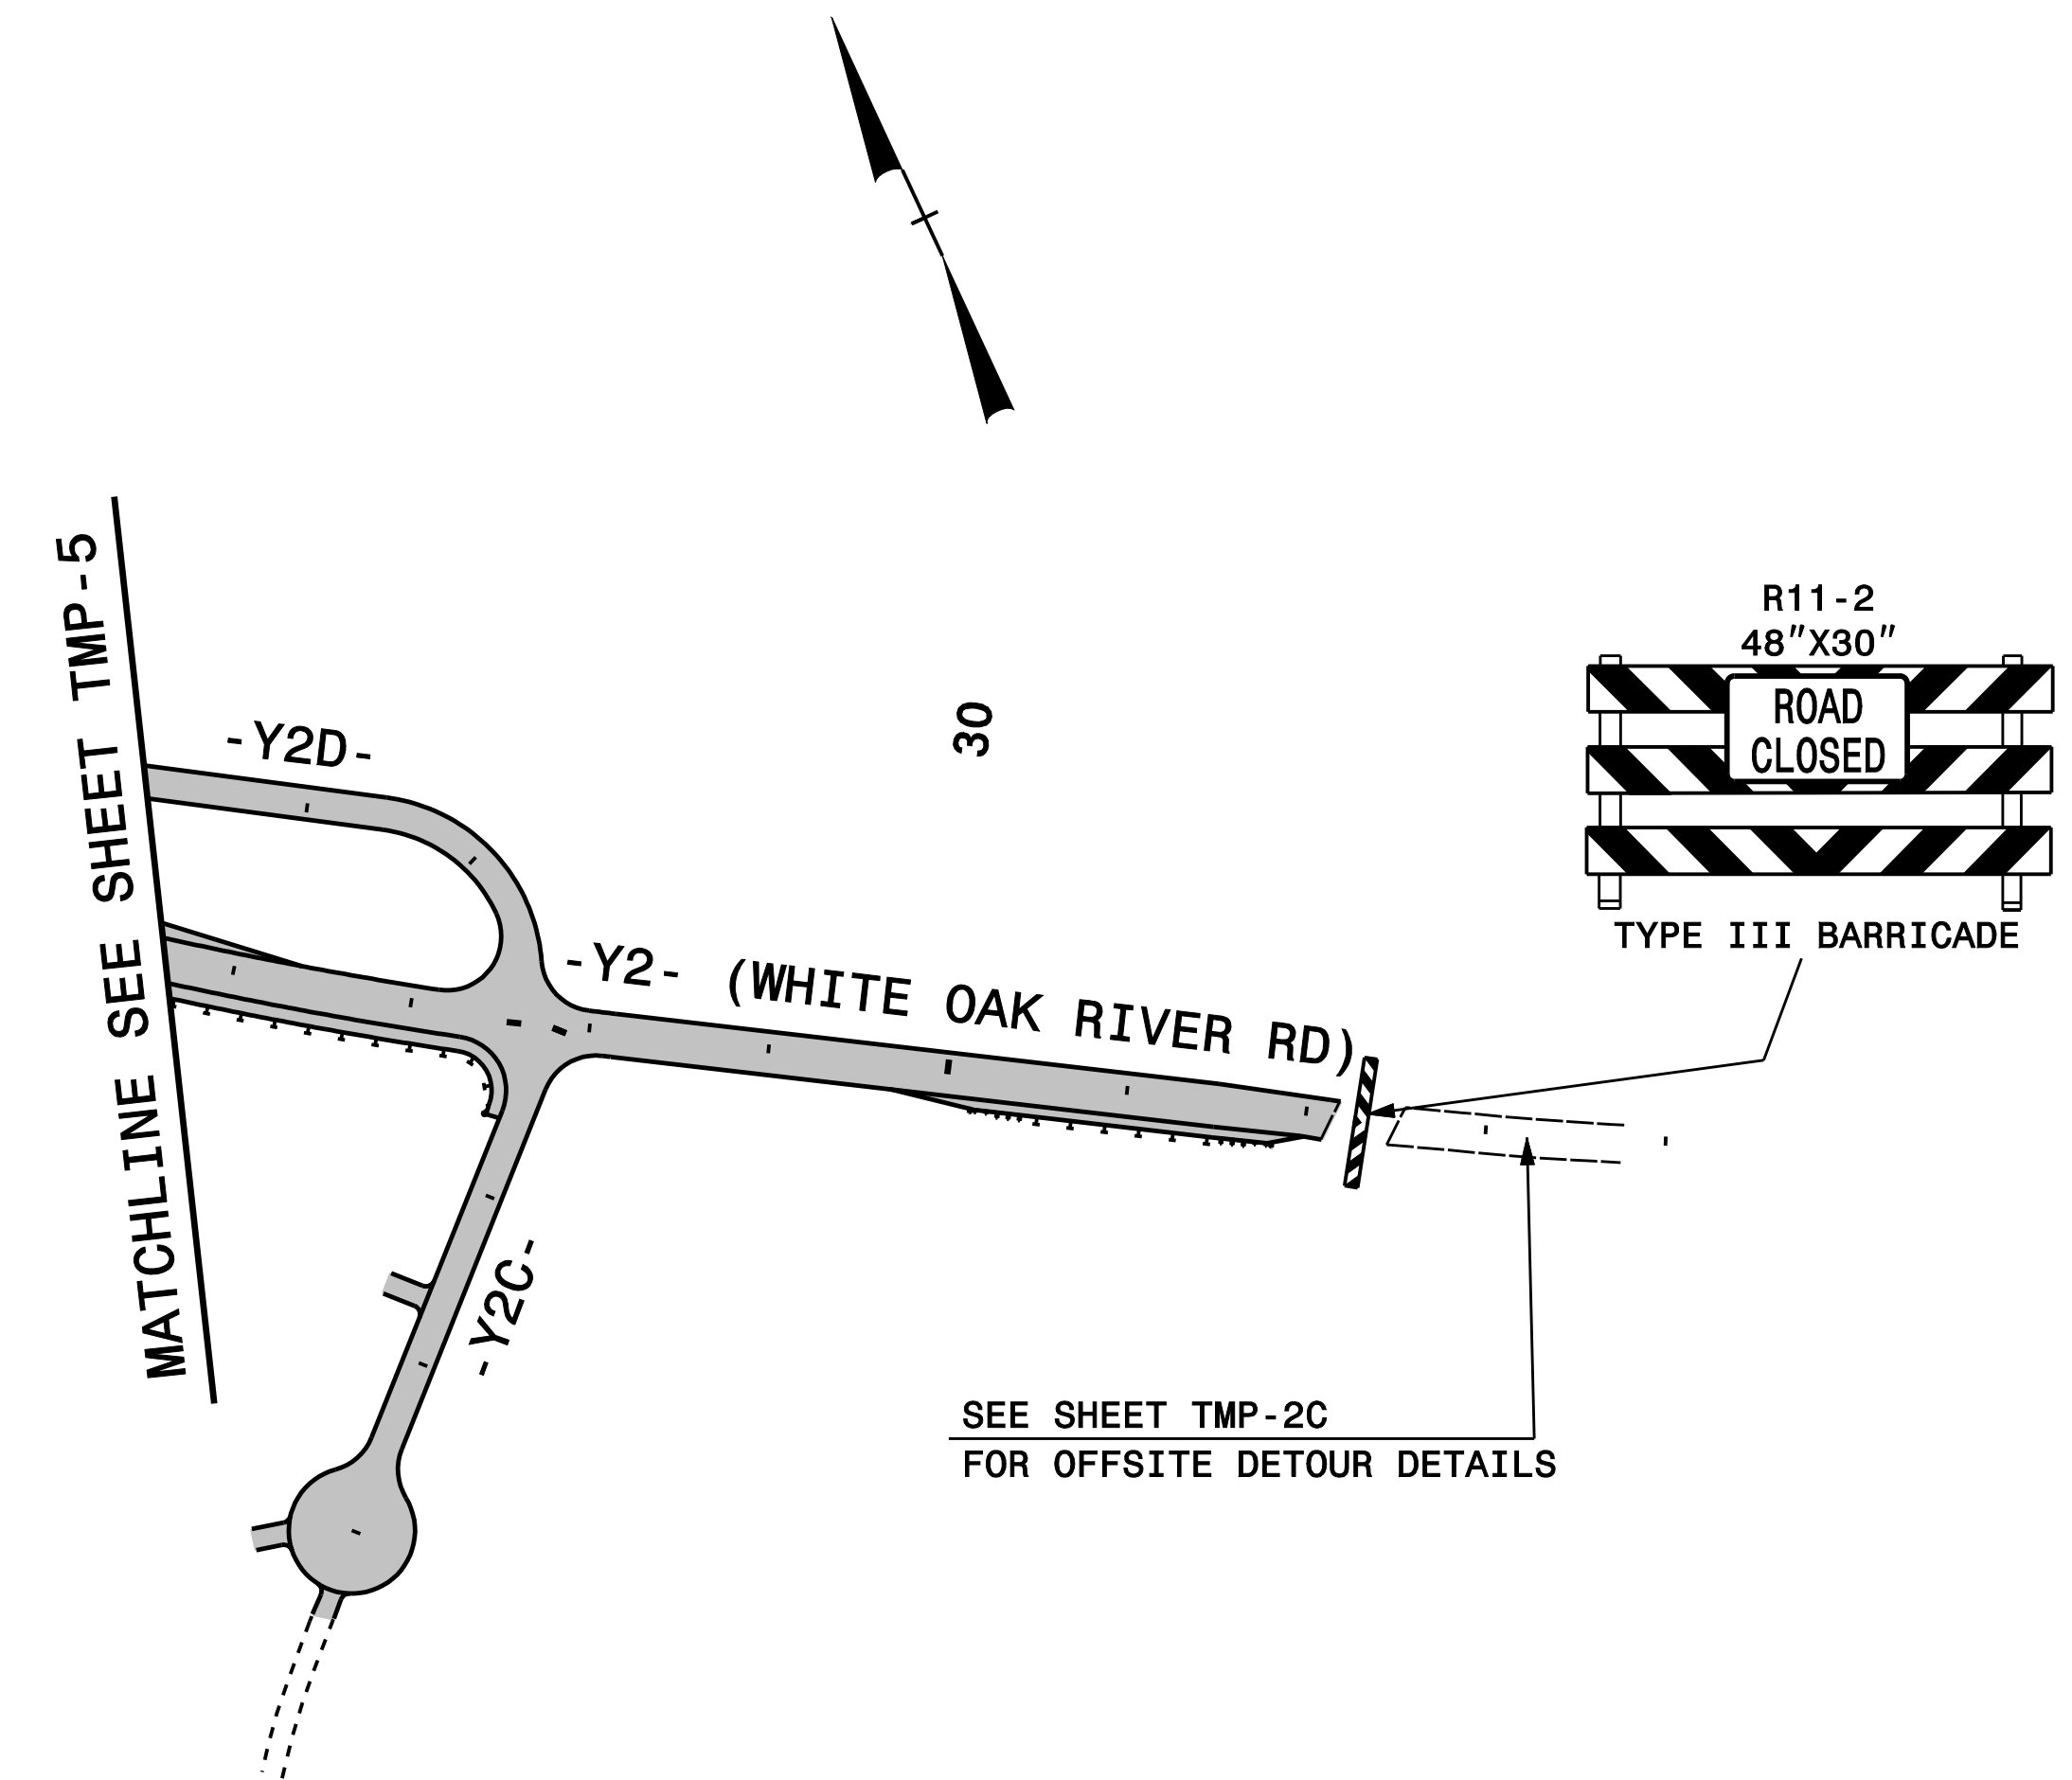 MATCHLINE SEE SHEET TMP-5
-Y2D-
30
-Y2- (WHITE OAK RIVER RD)
-Y2C-
R11-2
48"X30"
ROAD
CLOSED
TYPE III BARRICADE
SEE SHEET TMP-2C
FOR OFFSITE DETOUR DETAILS